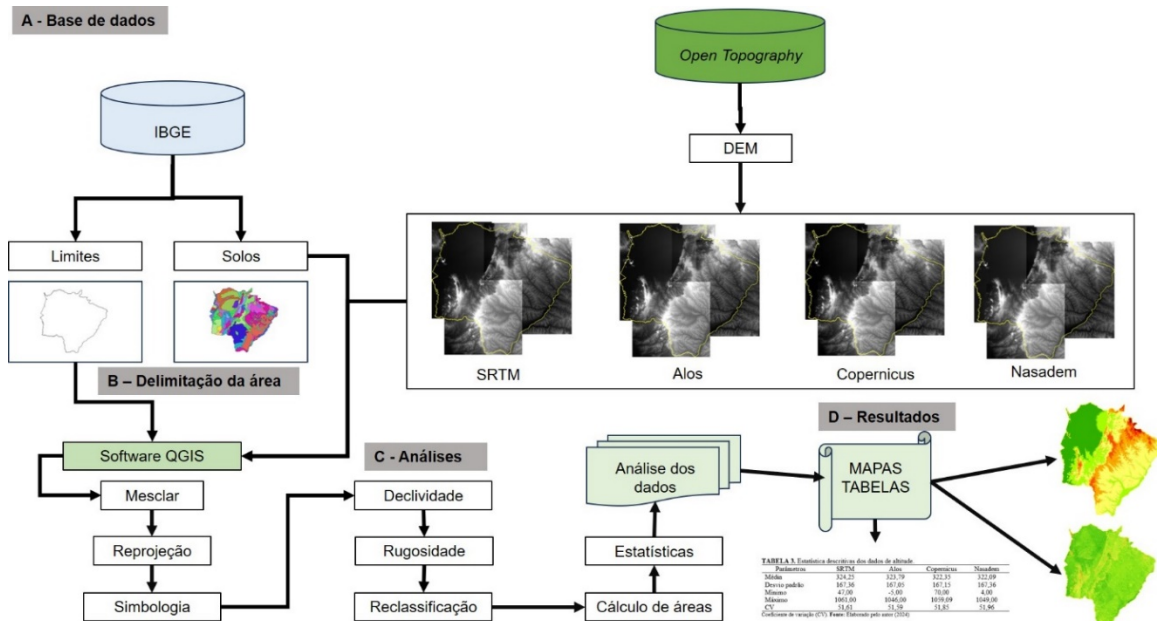 A - Base de dados
Open Topography
IBGE
DEM
Limites
Solos
SRTM
Alos
Copernicus
Nasadem
B – Delimitação da área
Software QGIS
Mesclar
Reprojeção
Simbologia
C - Análises
Declividade
Rugosidade
Reclassificação
Cálculo de áreas
Estatísticas
Análise dos
dados
D – Resultados
MAPAS
TABELAS
TABELA 3. Estatística descritivas dos dados de altitude
Parâmetros SRTM Alos Copernicus Nasadem
Média 324,25 323,79 322,35 322,09
Desvio padrão 167,36 167,05 167,15 167,36
Mínimo 47,00 -5,00 70,00 4,00
Máximo 1061,00 1046,00 1059,09 1049,00
CV 51,61 51,59 51,85 51,96
Coeficiente de variação (CV). Fonte: Elaborado pelo autor (2024)